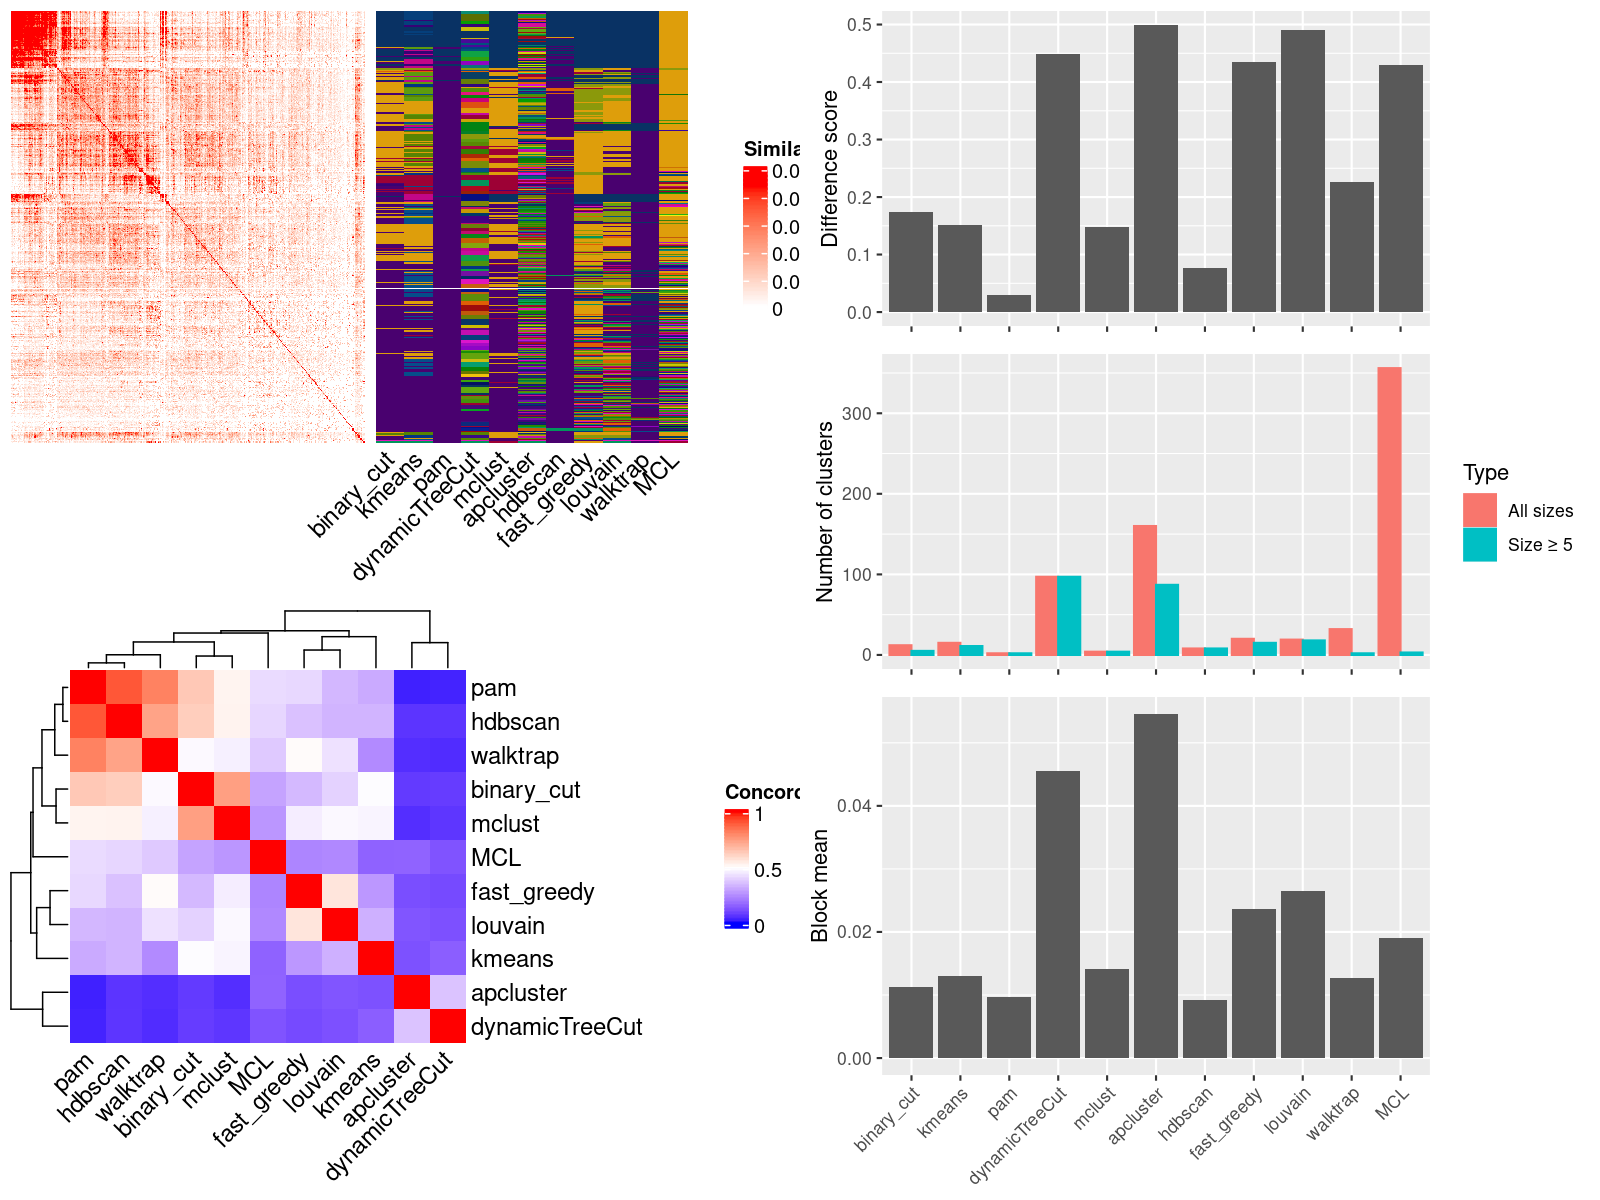 Simila
0.0
0.0
0.0
0.0
0.0
0
binary_cut
kmeans
pam
dynamicTreeCut
mclust
apcluster
hdbscan
fast_greedy
louvain
walktrap
MCL
pam
hdbscan
walktrap
binary_cut
mclust
MCL
fast_greedy
louvain
kmeans
apcluster
dynamicTreeCut
pam
hdbscan
walktrap
binary_cut
mclust
MCL
fast_greedy
louvain
kmeans
apcluster
dynamicTreeCut
Concord
1
0.5
0
Difference score
0.5
0.4
0.3
0.2
0.1
0.0
Number of clusters
300
200
100
0
Type
All sizes
Size ≥ 5
Block mean
0.04
0.02
0.00
binary_cut
kmeans
pam
dynamicTreeCut
mclust
apcluster
hdbscan
fast_greedy
louvain
walktrap
MCL